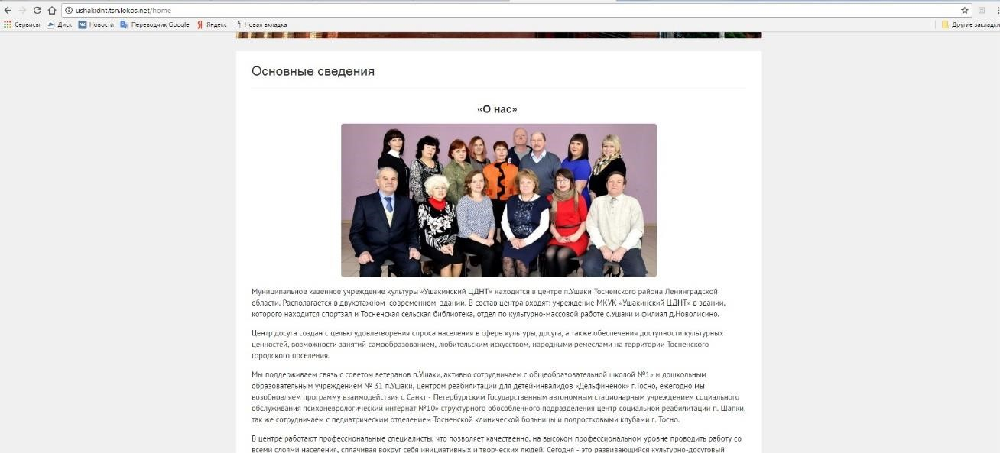 ushakidnt.tsn.lokos.net/home
Сервисы Диск Новости Переводчик Google Яндекс Новая вкладка Другие закладки
Основные сведения
«О нас»
Муниципальное казенное учреждение культуры «Ушакинский ЦДНТ» находится в центре п.Ушаки Тосненского района Ленинградской
области. Располагается в двухэтажном современном здании. В состав центра входят: учреждение МКУК «Ушакинский ЦДНТ» в здании,
которого находится спортзал и Тосненская сельская библиотека, отдел по культурно-массовой работе с.Ушаки и филиал д.Новолисино.
Центр досуга создан с целью удовлетворения спроса населения в сфере культуры, досуга, а также обеспечения доступности культурных
ценностей, возможности занятий самообразованием, любительским искусством, народными ремеслами на территории Тосненского
городского поселения.
Мы поддерживаем связь с советом ветеранов п.Ушаки, активно сотрудничаем с общеобразовательной школой №1» и дошкольным
образовательным учреждением № 31 п.Ушаки, центром реабилитации для детей-инвалидов «Дельфиненок» г.Тосно, ежегодно мы
возобновляем программу взаимодействия с Санкт - Петербургским Государственным автономным стационарным учреждением социального
обслуживания психоневрологический интернат №10» структурного обособленного подразделения центр социальной реабилитации п. Шапки,
так же сотрудничаем с педиатрическим отделением Тосненской клинической больницы и подростковыми клубами г. Тосно.
В центре работают профессиональные специалисты, что позволяет качественно, на высоком профессиональном уровне проводить работу со
всеми слоями населения, сплачивая вокруг себя инициативных и творческих людей. Сегодня - это развивающийся культурно-досуговый